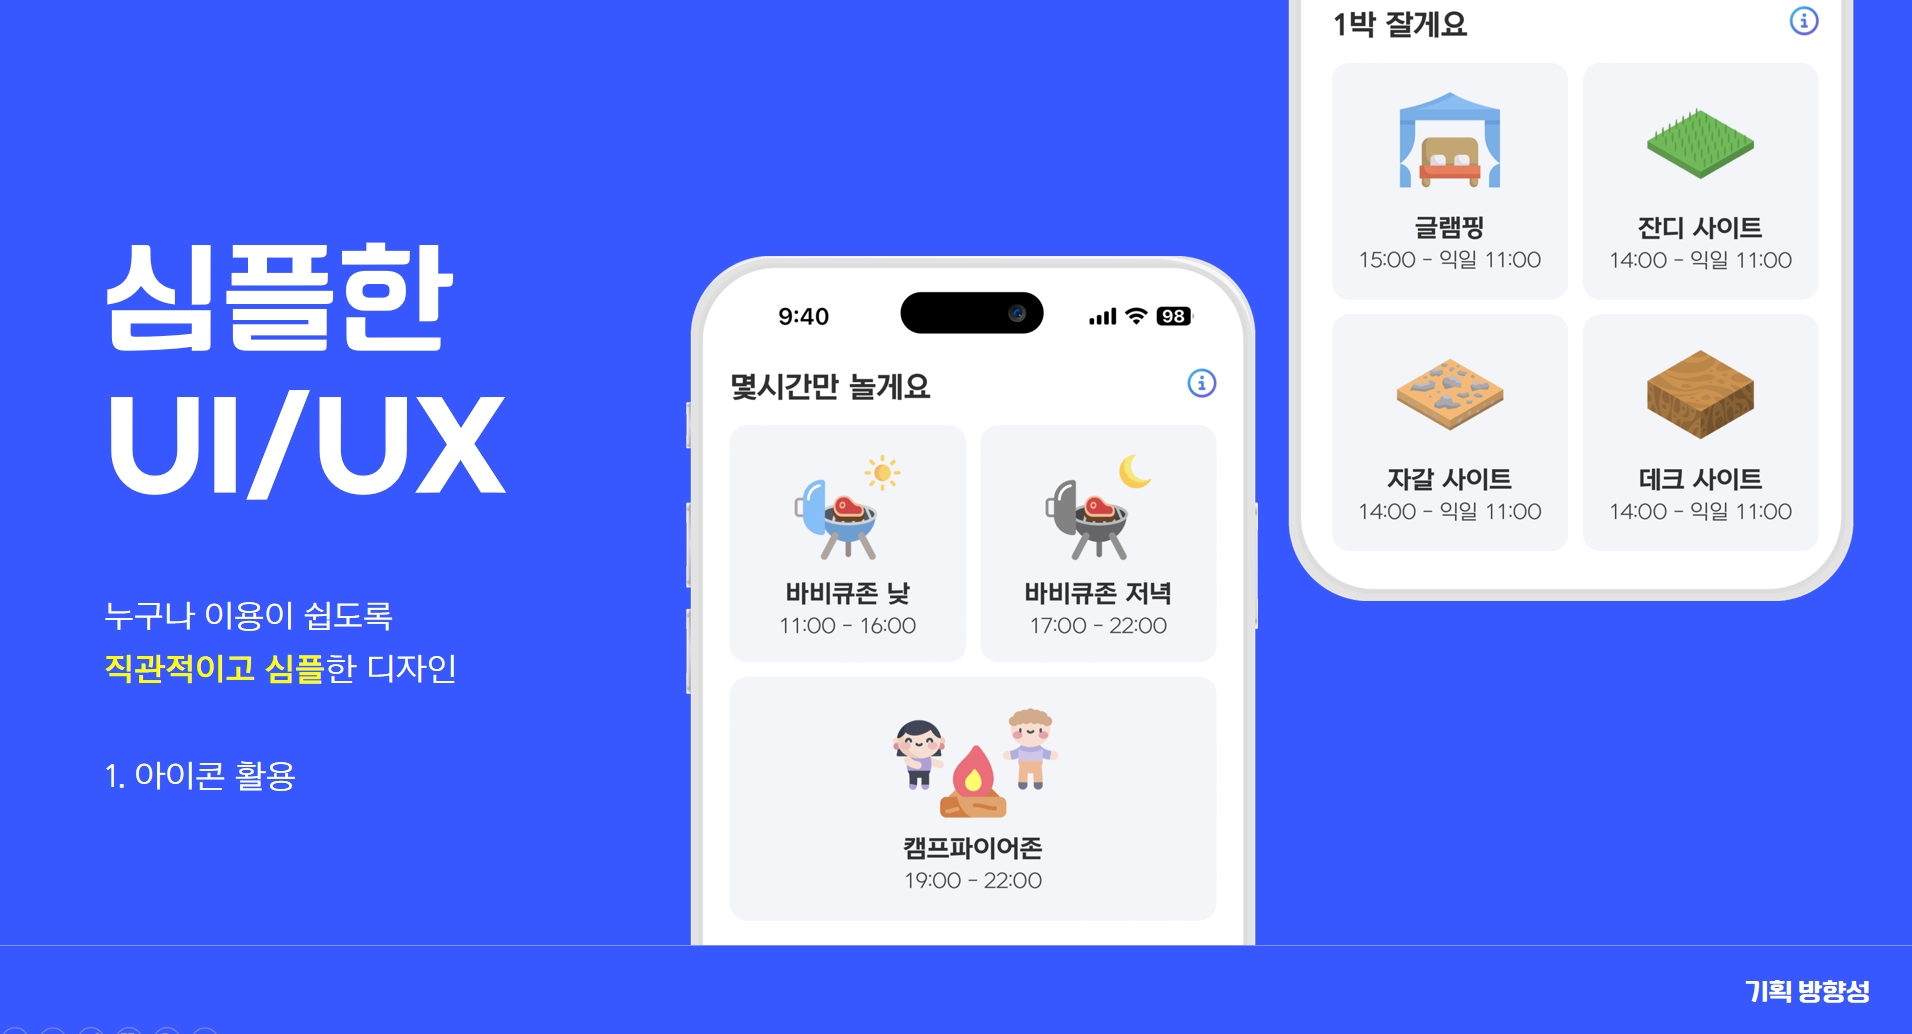 심플한
UI/UX
누구나 이용이 쉽도록
직관적이고 심플한 디자인
1. 아이콘 활용
9:40
98
몇시간만 놀게요
바비큐존 낮
11:00 - 16:00
바비큐존 저녁
17:00 - 22:00
캠프파이어존
19:00 - 22:00
1박 잘게요
글램핑
15:00 - 익일 11:00
잔디 사이트
14:00 - 익일 11:00
자갈 사이트
14:00 - 익일 11:00
데크 사이트
14:00 - 익일 11:00
기획 방향성